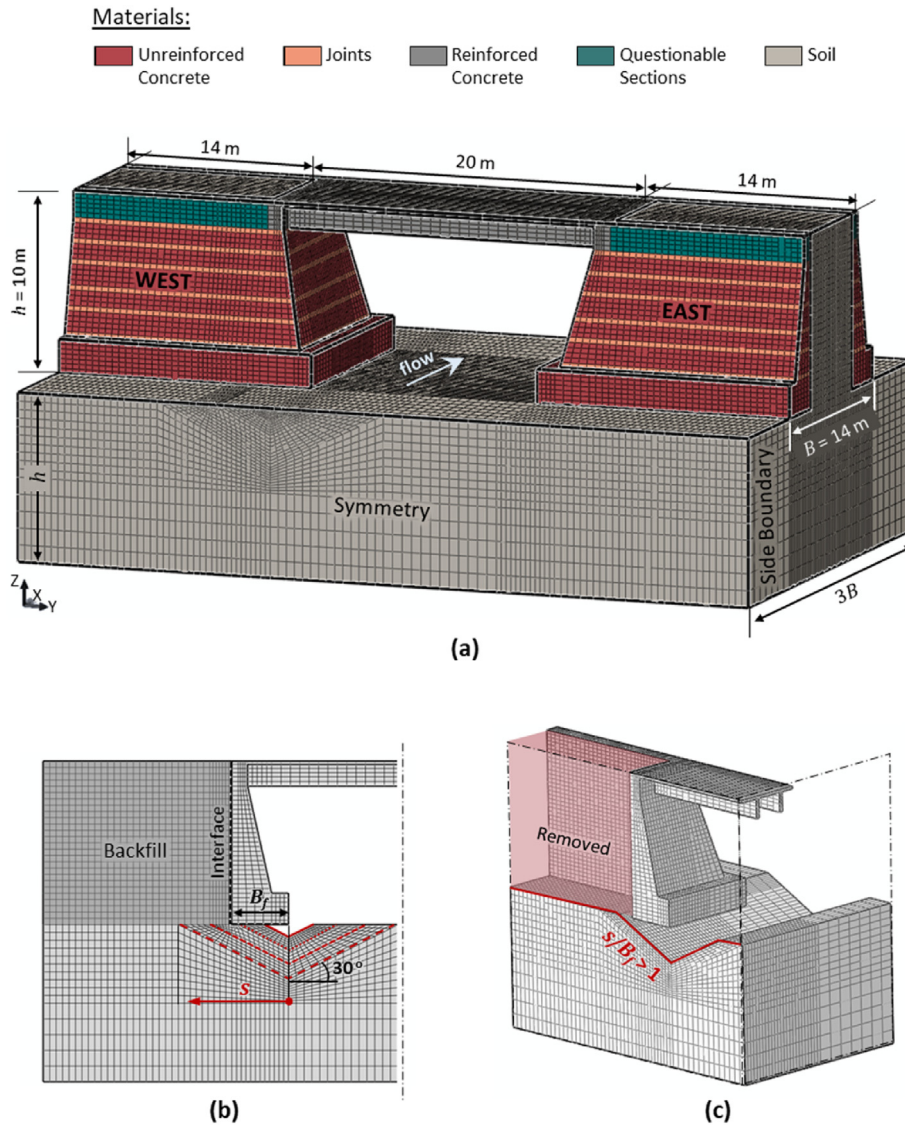 Materials:
Unreinforced Concrete
Joints
Reinforced Concrete
Questionable Sections
Soil
14 m
20 m
14 m
h = 10 m
WEST
EAST
flow
B = 14 m
h
Symmetry
Side Boundary
3B
Z
X
Y
(a)
Backfill
Interface
B_f
30°
s
(b)
Removed
s/B_f > 1
(c)